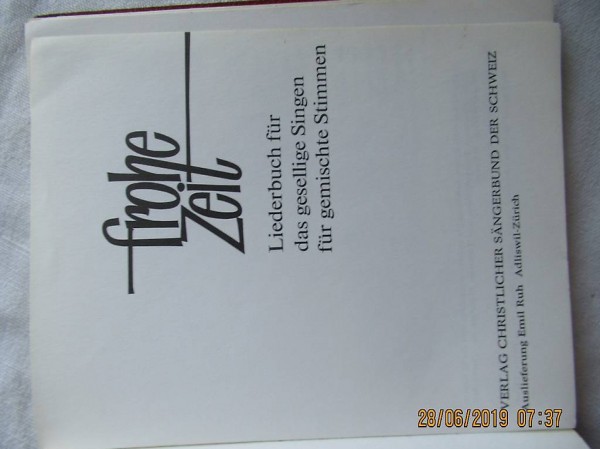 frohe
Zeit
Liederbuch für
das gesellige Singen
für gemischte Stimmen
VERLAG CHRISTLICHER SÄNGERBUND DER SCHWEIZ
Auslieferung Emil Ruh Adliswil-Zürich
28/06/2019 07:37